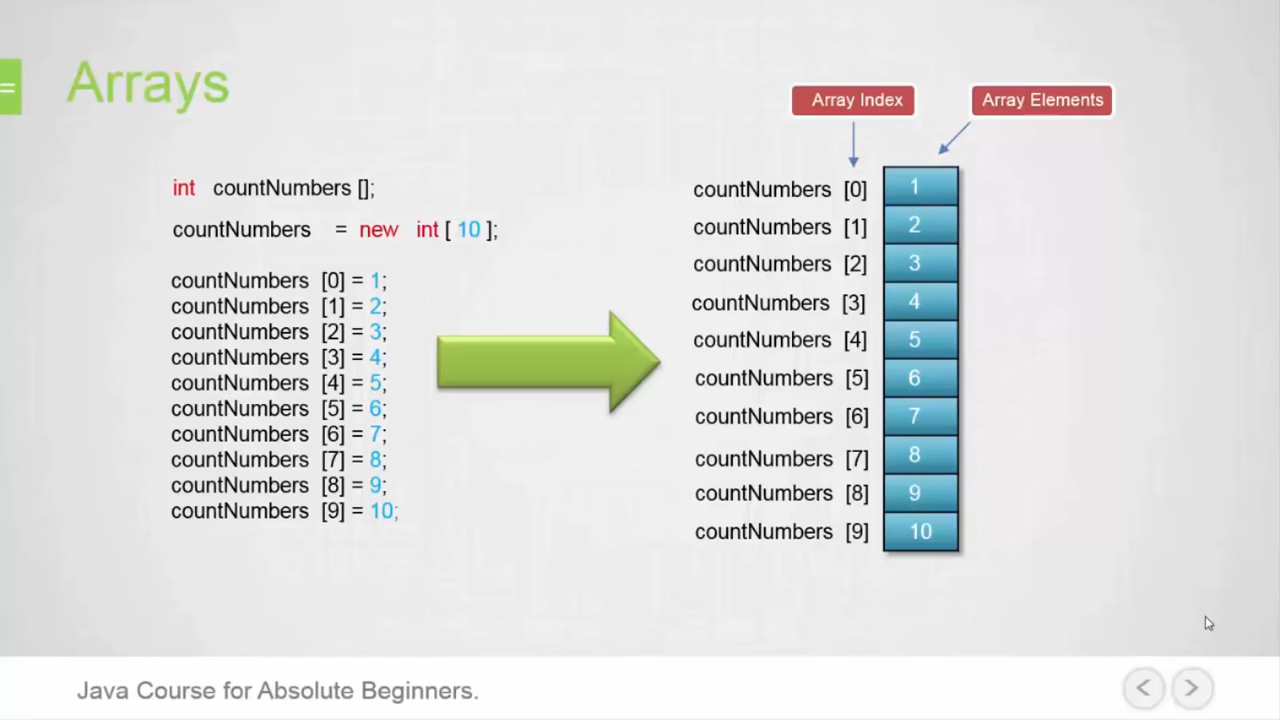 Arrays
int countNumbers [];
countNumbers = new int[ 10 ];
countNumbers [0] = 1;
countNumbers [1] = 2;
countNumbers [2] = 3;
countNumbers [3] = 4;
countNumbers [4] = 5;
countNumbers [5] = 6;
countNumbers [6] = 7;
countNumbers [7] = 8;
countNumbers [8] = 9;
countNumbers [9] = 10;
Array Index
Array Elements
countNumbers [0] 1
countNumbers [1] 2
countNumbers [2] 3
countNumbers [3] 4
countNumbers [4] 5
countNumbers [5] 6
countNumbers [6] 7
countNumbers [7] 8
countNumbers [8] 9
countNumbers [9] 10
Java Course for Absolute Beginners.